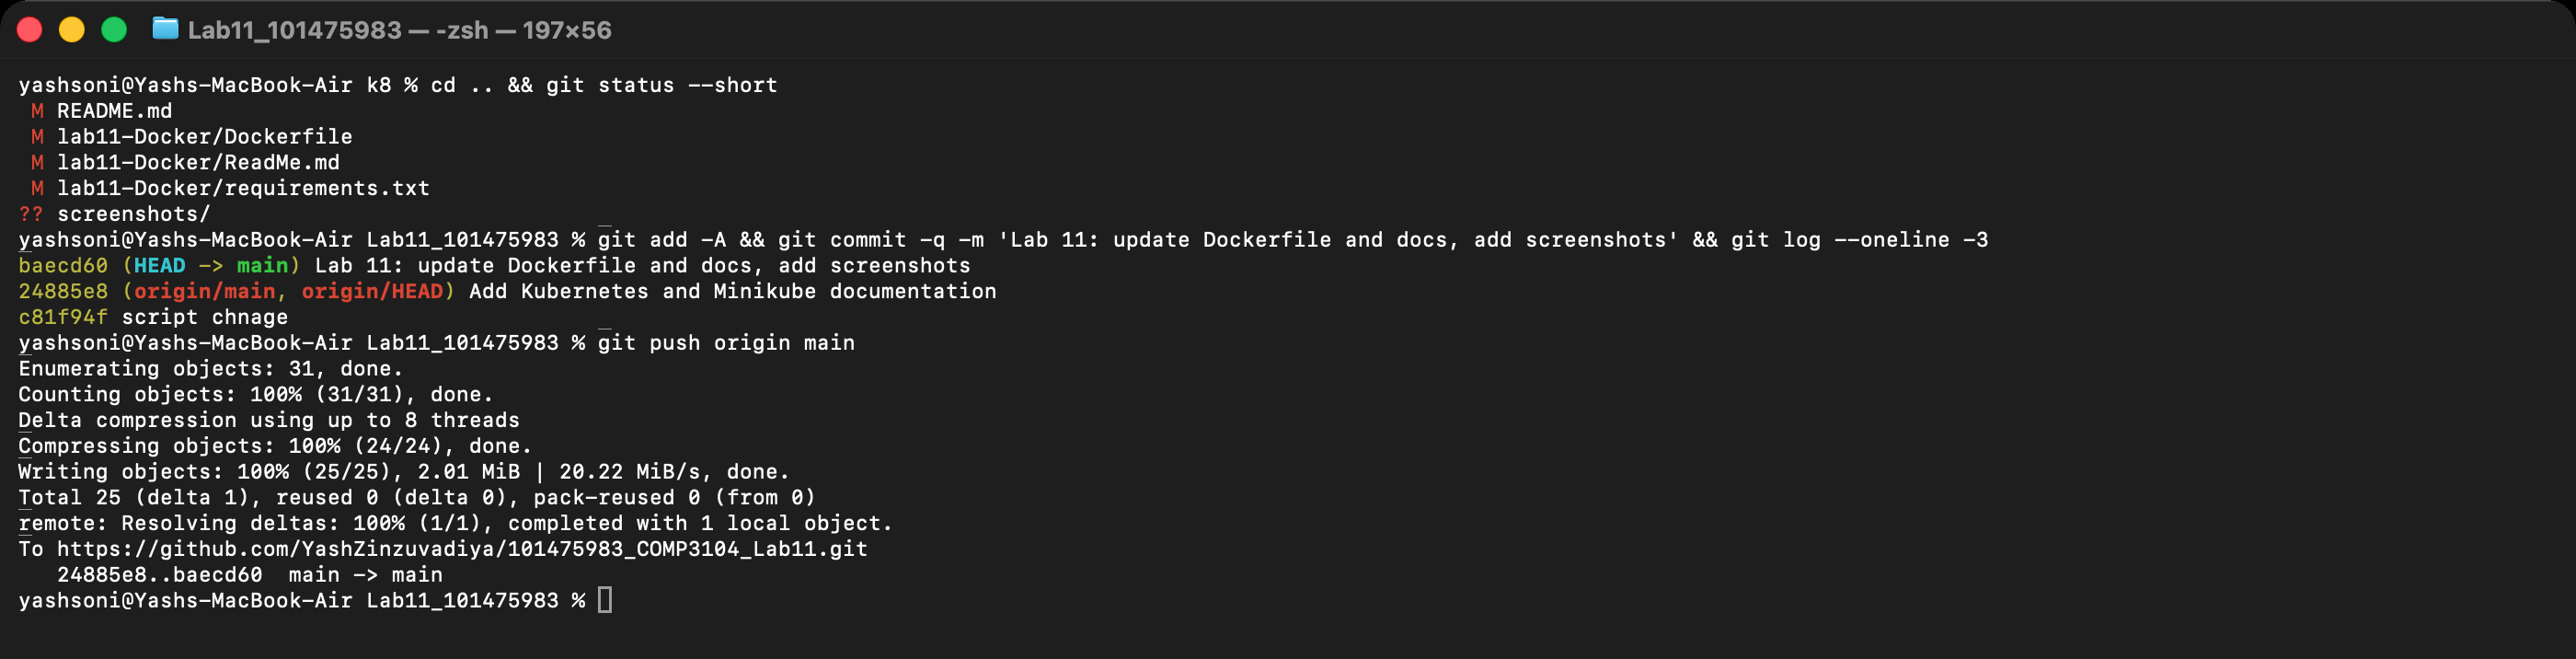 Lab11_101475983 — -zsh — 197×56
yashsoni@Yashs-MacBook-Air k8 % cd .. && git status --short
 M README.md
 M lab11-Docker/Dockerfile
 M lab11-Docker/ReadMe.md
 M lab11-Docker/requirements.txt
?? screenshots/
yashsoni@Yashs-MacBook-Air Lab11_101475983 % git add -A && git commit -q -m 'Lab 11: update Dockerfile and docs, add screenshots' && git log --oneline -3
baecd60 (HEAD -> main) Lab 11: update Dockerfile and docs, add screenshots
24885e8 (origin/main, origin/HEAD) Add Kubernetes and Minikube documentation
c81f94f script chnage
yashsoni@Yashs-MacBook-Air Lab11_101475983 % git push origin main
Enumerating objects: 31, done.
Counting objects: 100% (31/31), done.
Delta compression using up to 8 threads
Compressing objects: 100% (24/24), done.
Writing objects: 100% (25/25), 2.01 MiB | 20.22 MiB/s, done.
Total 25 (delta 1), reused 0 (delta 0), pack-reused 0 (from 0)
remote: Resolving deltas: 100% (1/1), completed with 1 local object.
To https://github.com/YashZinzuvadiya/101475983_COMP3104_Lab11.git
   24885e8..baecd60  main -> main
yashsoni@Yashs-MacBook-Air Lab11_101475983 %